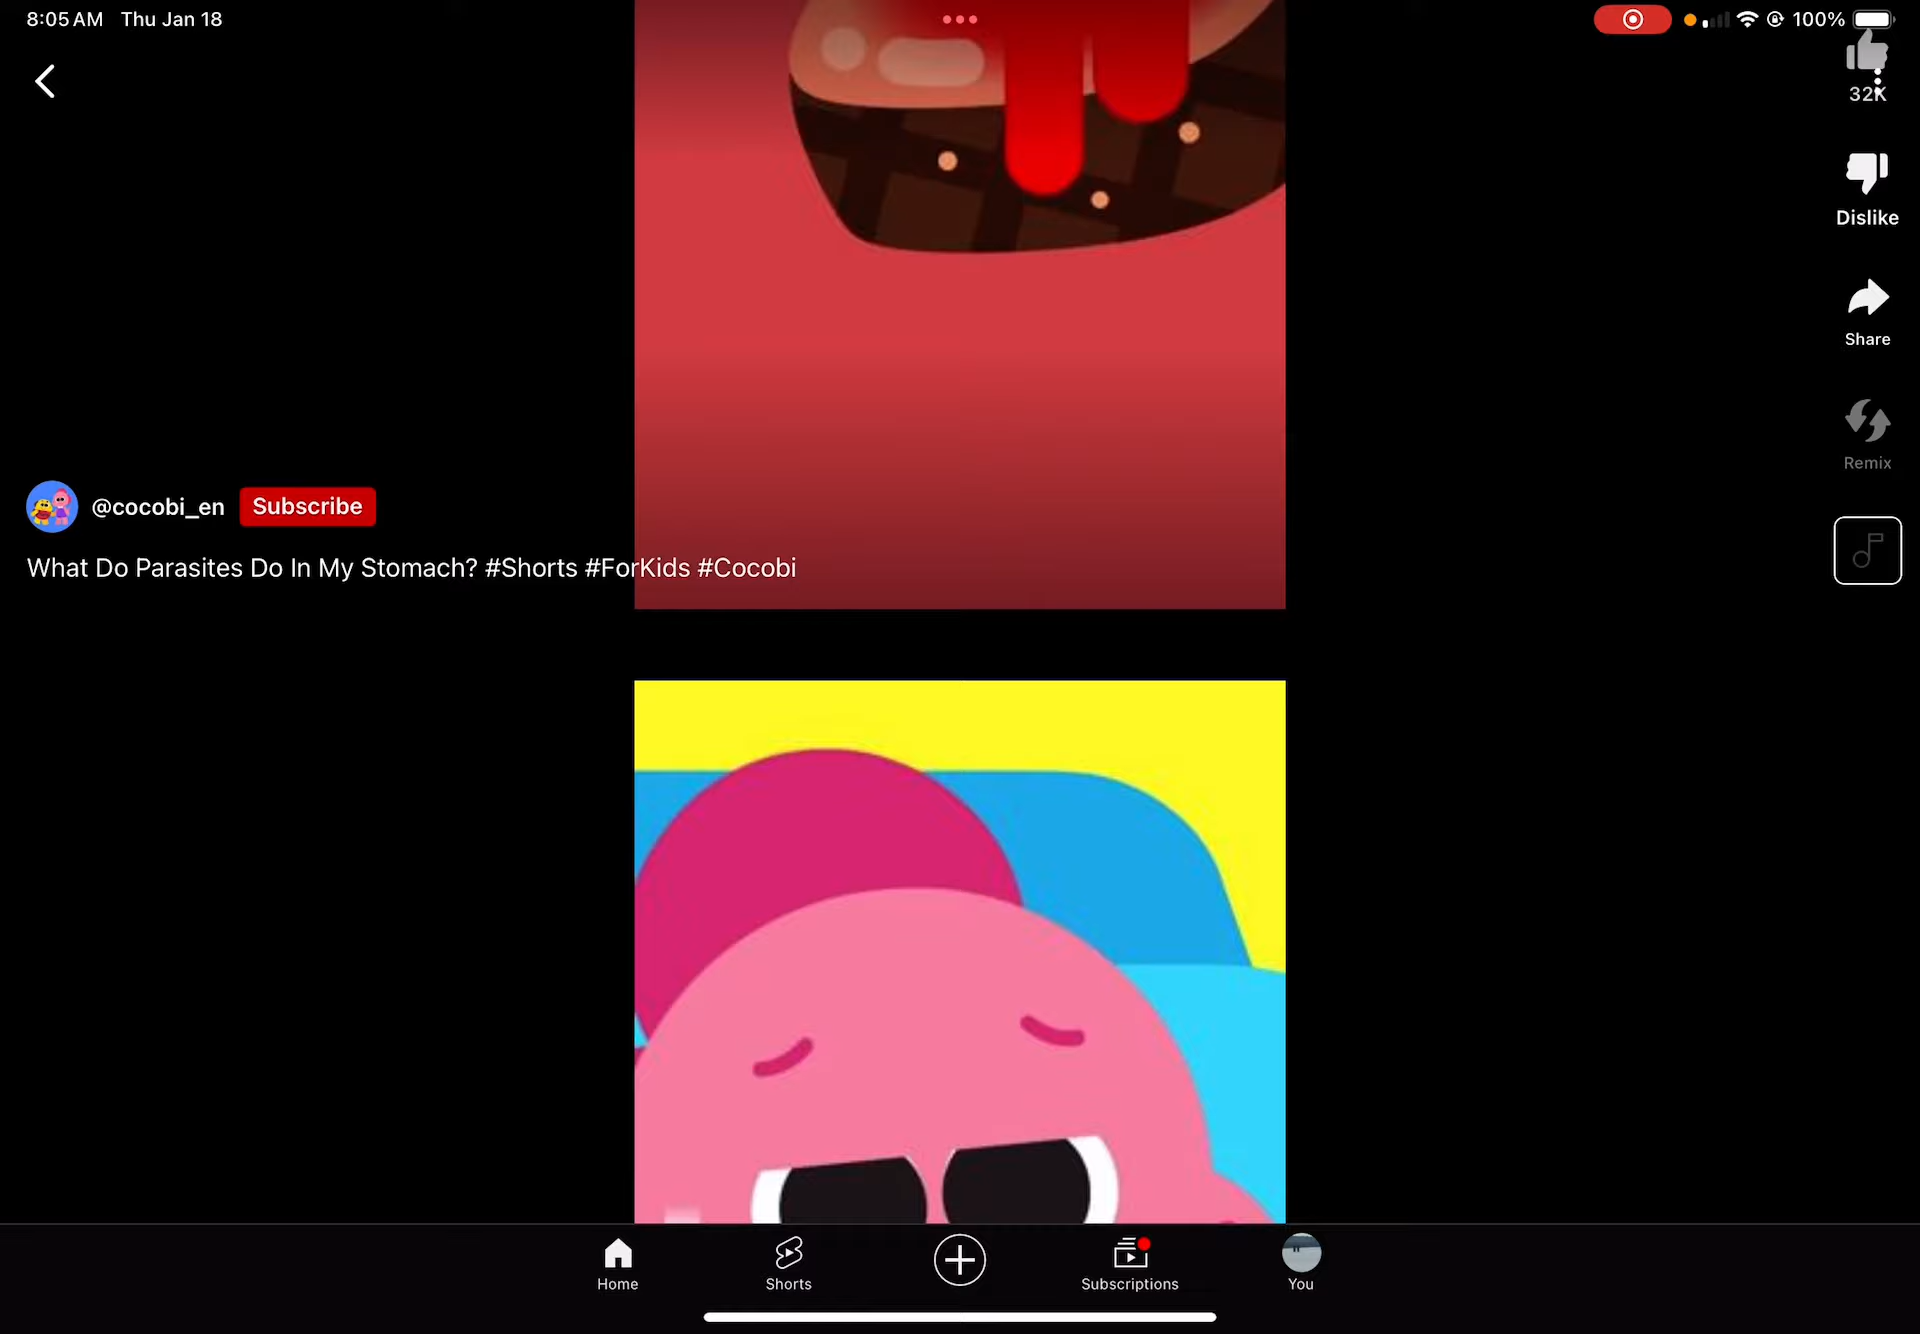 8:05 AM Thu Jan 18
100%
32K
Dislike
Share
Remix
@cocobi_en Subscribe
What Do Parasites Do In My Stomach? #Shorts #ForKids #Cocobi
Home Shorts Subscriptions You